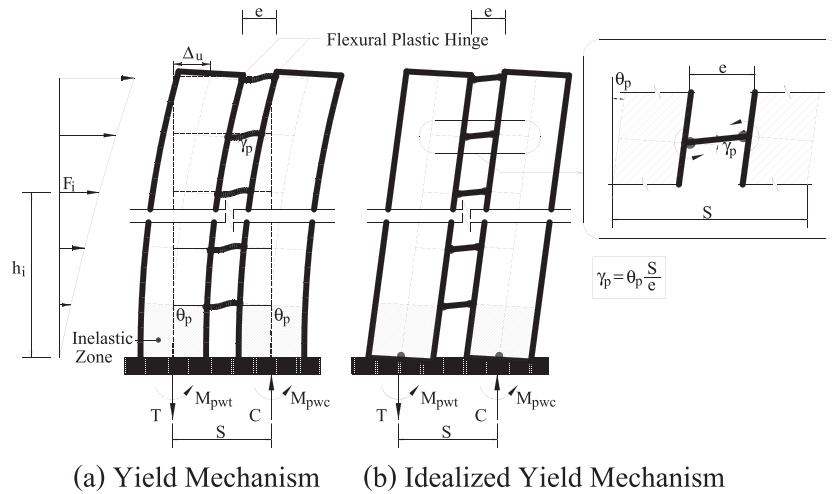 e
Flexural Plastic Hinge
Δu
γp
Fi
hi
θp
θp
Inelastic
Zone
T
Mpwt
C
Mpwc
S
(a) Yield Mechanism
e
T
Mpwt
C
Mpwc
S
(b) Idealized Yield Mechanism
θp
e
γp
S
γp = θp S/e